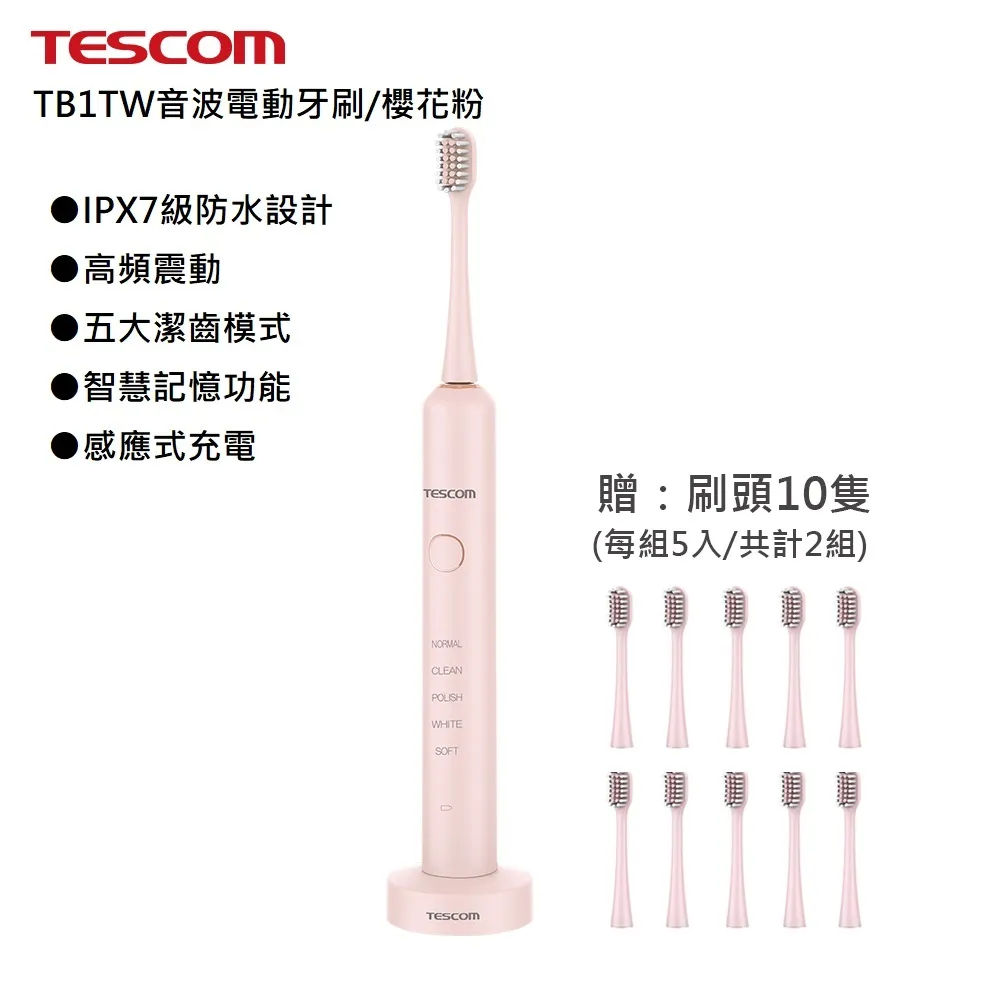 TESCOM
TB1TW音波電動牙刷/櫻花粉
●IPX7級防水設計
●高頻震動
●五大潔齒模式
●智慧記憶功能
●感應式充電
TESCOM
NORMAL
CLEAN
POLISH
WHITE
SOFT
TESCOM
贈：刷頭10隻
(每組5入/共計2組)